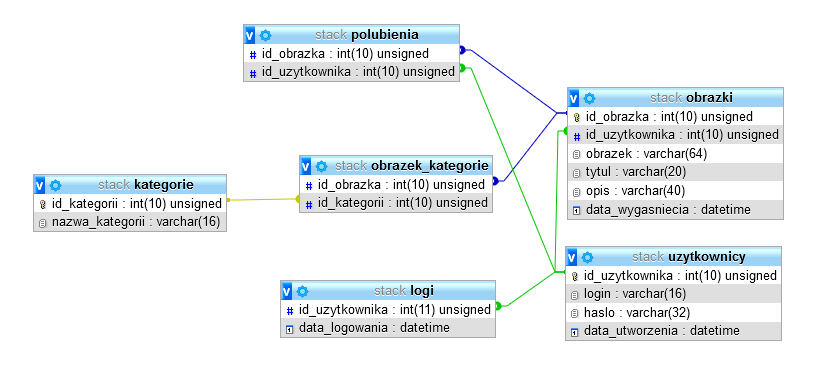 stack polubienia
id_obrazka : int(10) unsigned
id_uzytkownika : int(10) unsigned
stack obrazki
id_obrazka : int(10) unsigned
id_uzytkownika : int(10) unsigned
obrazek : varchar(64)
tytul : varchar(20)
opis : varchar(40)
data_wygasniecia : datetime
stack obrazek_kategorie
id_obrazka : int(10) unsigned
id_kategorii : int(10) unsigned
stack kategorie
id_kategorii : int(10) unsigned
nazwa_kategorii : varchar(16)
stack uzytkownicy
id_uzytkownika : int(10) unsigned
login : varchar(16)
haslo : varchar(32)
data_utworzenia : datetime
stack logi
id_uzytkownika : int(11) unsigned
data_logowania : datetime